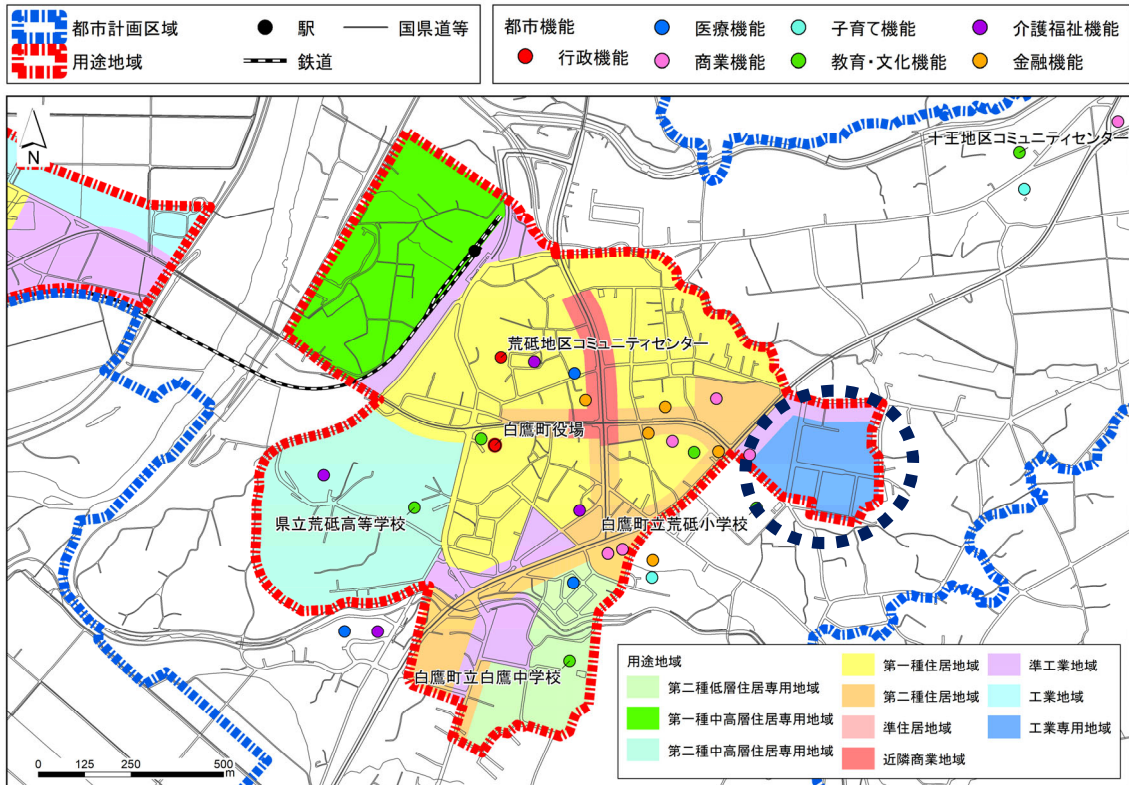 都市計画区域
用途地域
駅
鉄道
国県道等
都市機能
行政機能
医療機能
商業機能
子育て機能
教育・文化機能
介護福祉機能
金融機能
N
十王地区コミュニティセンター
荒砥地区コミュニティセンター
白鷹町役場
県立荒砥高等学校
白鷹町立荒砥小学校
白鷹町立白鷹中学校
0 125 250 500
m
用途地域
第二種低層住居専用地域
第一種中高層住居専用地域
第二種中高層住居専用地域
第一種住居地域
第二種住居地域
準住居地域
近隣商業地域
準工業地域
工業地域
工業専用地域